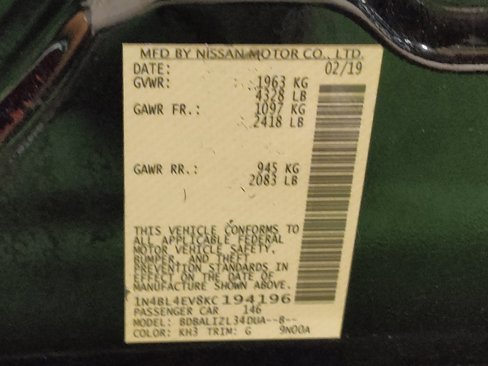 MFD BY NISSAN MOTOR CO., LTD.
DATE: 02/19
GVWR: 1963 KG
4328 LB
GAWR FR.: 1097 KG
2418 LB
GAWR RR.: 945 KG
2083 LB
THIS VEHICLE CONFORMS TO
ALL APPLICABLE FEDERAL
MOTOR VEHICLE SAFETY,
BUMPER, AND THEFT
PREVENTION STANDARDS IN
EFFECT ON THE DATE OF
MANUFACTURE SHOWN ABOVE.
1N4BL4EV8KC194196
PASSENGER CAR 146
MODEL: BDBALIZL34DUA--B--
COLOR: KH3 TRIM: G 9N00A